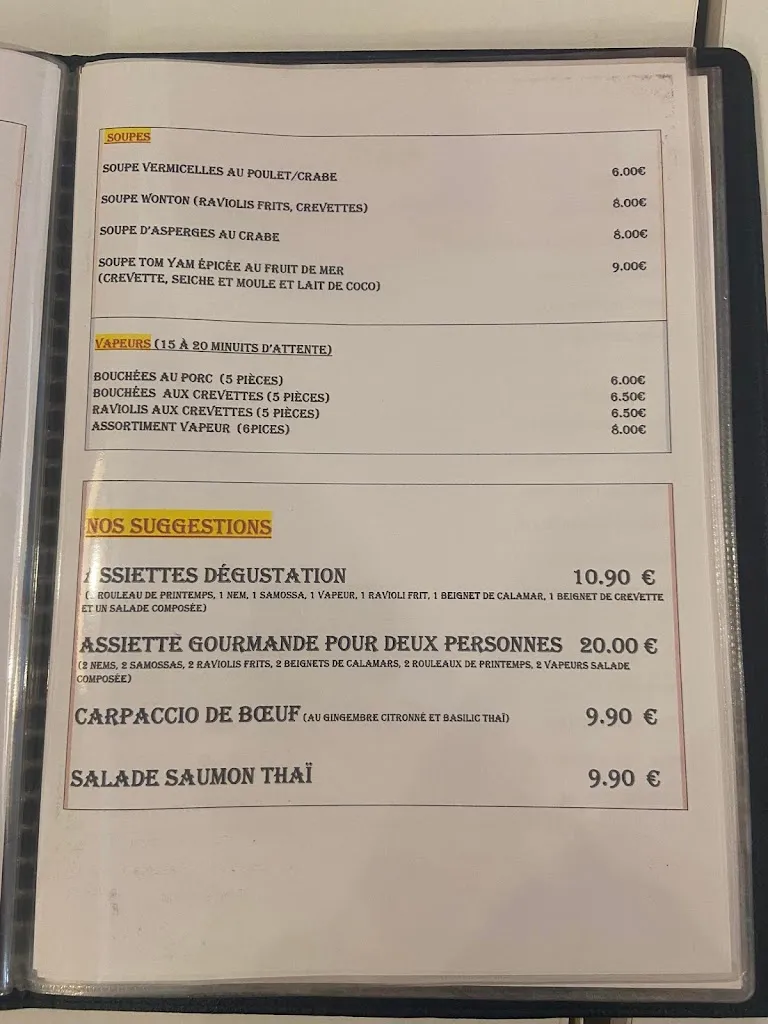 SOUPES
SOUPE VERMICELLES AU POULET/CRABE 6.00€
SOUPE WONTON (RAVIOLIS FRITS, CREVETTES) 8.00€
SOUPE D'ASPERGES AU CRABE 8.00€
SOUPE TOM YAM ÉPICÉE AU FRUIT DE MER 9.00€
(CREVETTE, SEICHE ET MOULE ET LAIT DE COCO)
VAPEURS (15 À 20 MINUITS D'ATTENTE)
BOUCHÉES AU PORC (5 PIÈCES) 6.00€
BOUCHÉES AUX CREVETTES (5 PIÈCES) 6.50€
RAVIOLIS AUX CREVETTES (5 PIÈCES) 6.50€
ASSORTIMENT VAPEUR (6PICES) 8.00€
NOS SUGGESTIONS
ASSIETTES DÉGUSTATION 10.90 €
(1 ROULEAU DE PRINTEMPS, 1 NEM, 1 SAMOSSA, 1 VAPEUR, 1 RAVIOLI FRIT, 1 BEIGNET DE CALAMAR, 1 BEIGNET DE CREVETTE
ET UN SALADE COMPOSÉE)
ASSIETTE GOURMANDE POUR DEUX PERSONNES 20.00 €
(2 NEMS, 2 SAMOSSAS, 2 RAVIOLIS FRITS, 2 BEIGNETS DE CALAMARS, 2 ROULEAUX DE PRINTEMPS, 2 VAPEURS SALADE
COMPOSÉE)
CARPACCIO DE BŒUF (AU GINGEMBRE CITRONNÉ ET BASILIC THAÏ) 9.90 €
SALADE SAUMON THAÏ 9.90 €